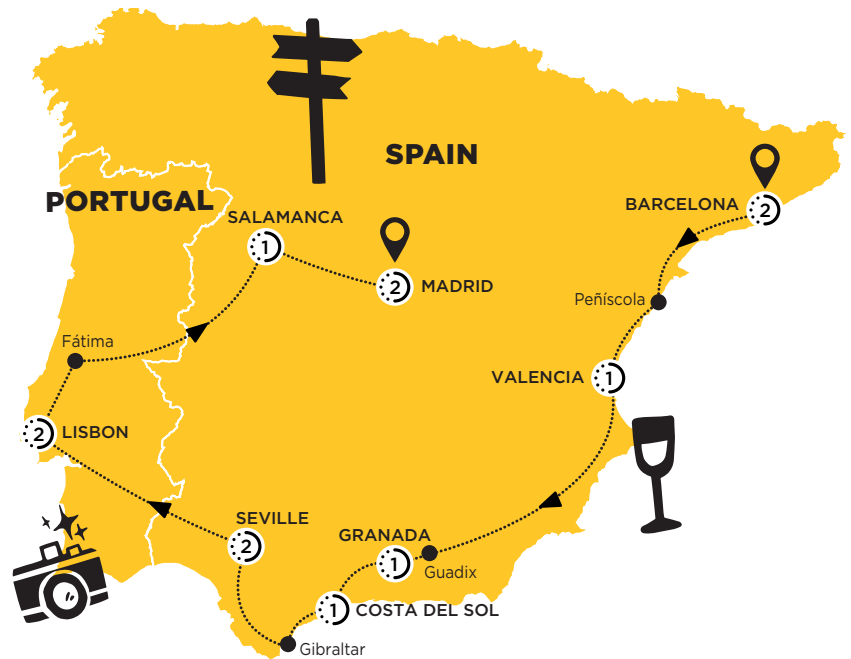 SPAIN
PORTUGAL
BARCELONA
2
SALAMANCA
1
2
MADRID
Peñíscola
Fátima
VALENCIA
1
2
LISBON
SEVILLE
2
GRANADA
1
Guadix
1
COSTA DEL SOL
Gibraltar